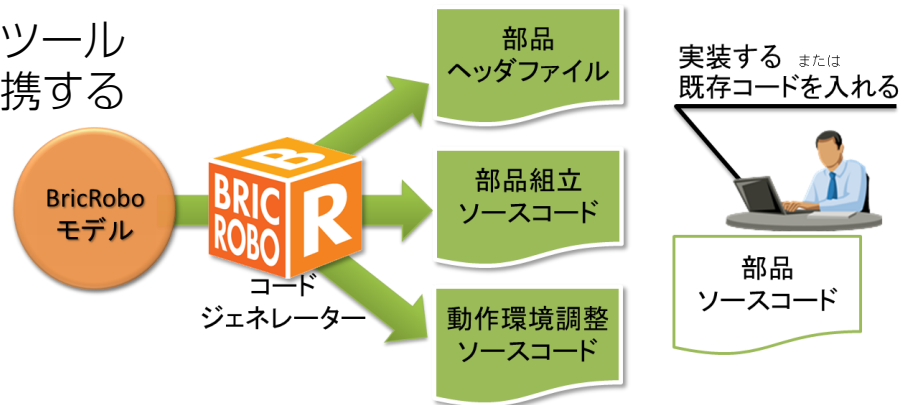 ツール
携する
BricRobo
モデル
B
BRIC
ROBO
R
コード
ジェネレーター
部品
ヘッダファイル
部品組立
ソースコード
動作環境調整
ソースコード
実装する または
既存コードを入れる
部品
ソースコード